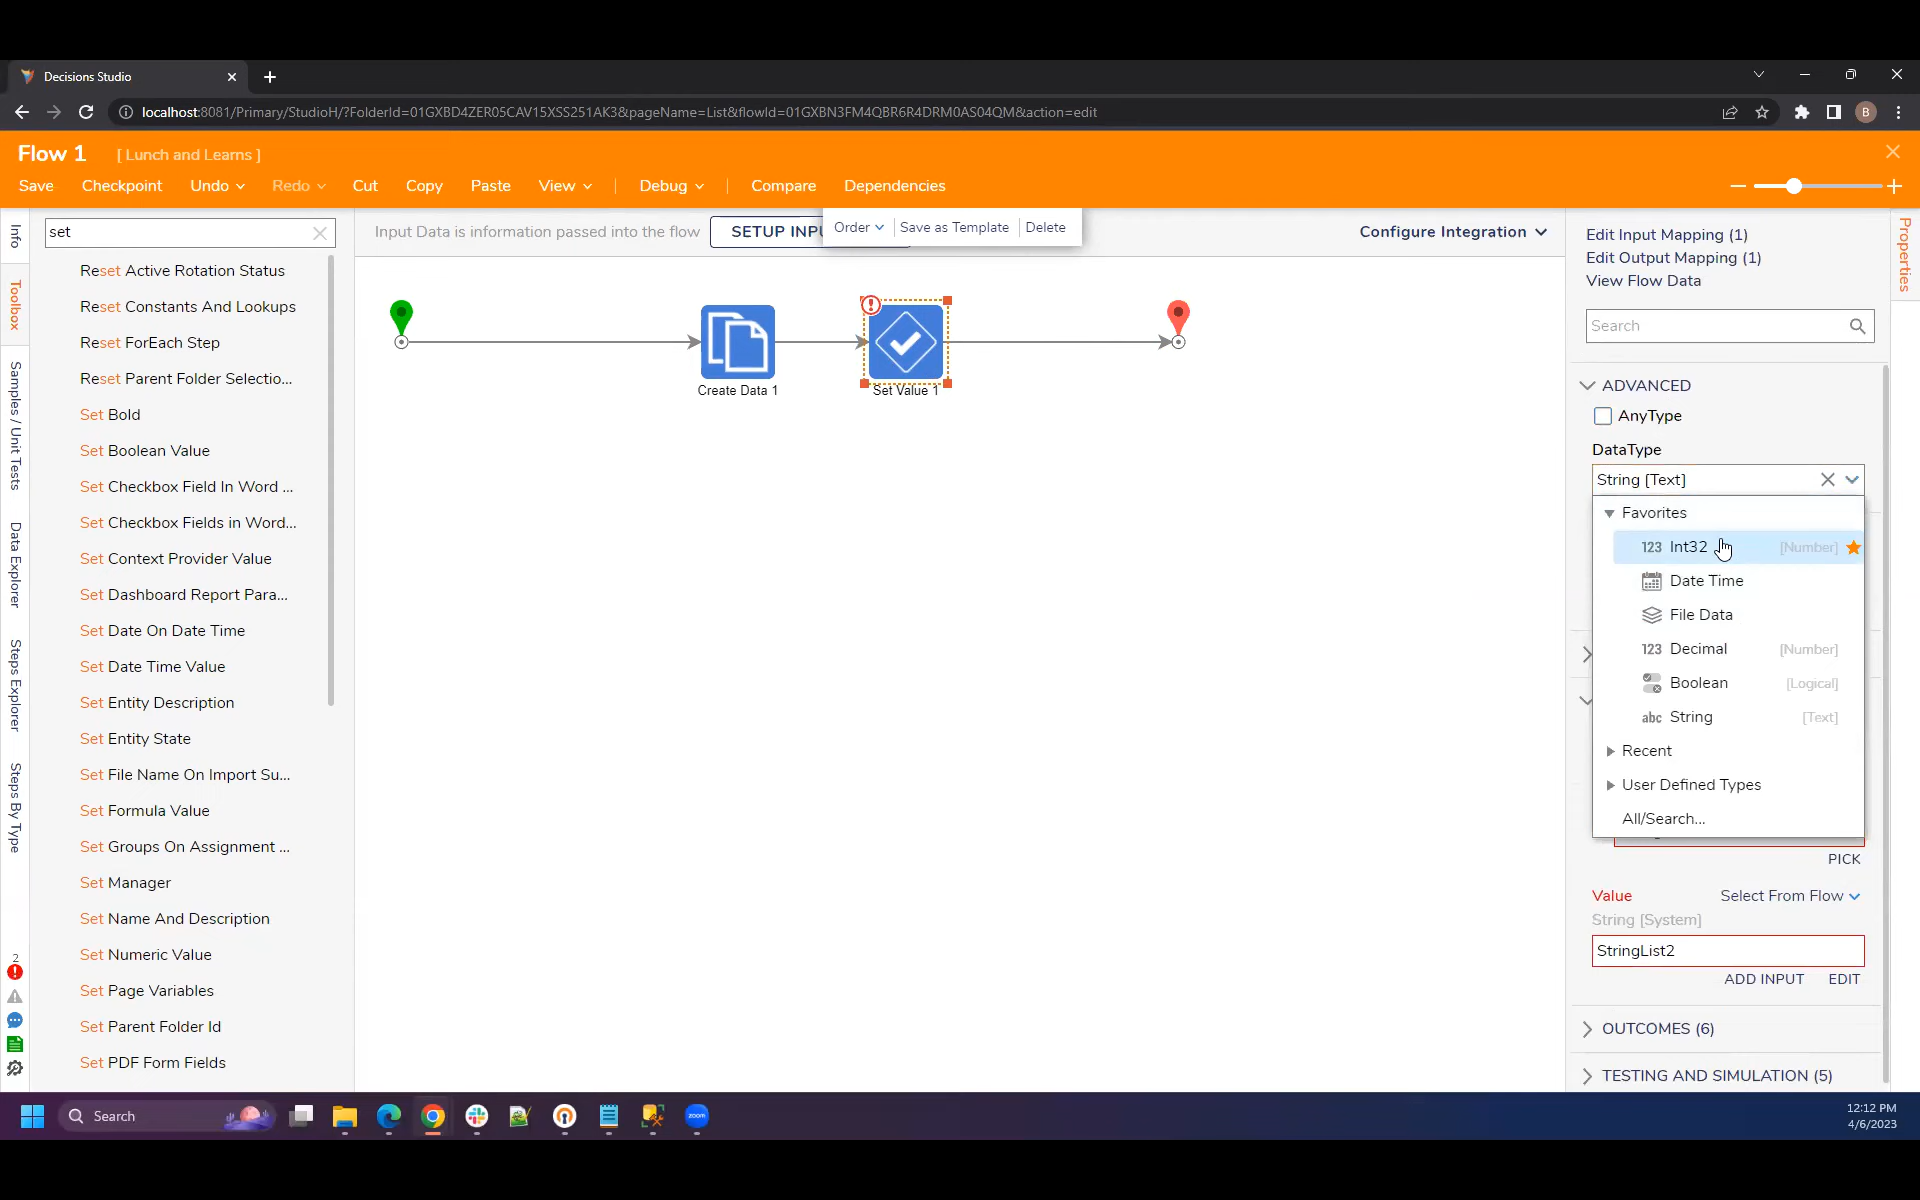 Decisions Studio
localhost:8081/Primary/StudioH/?FolderId=01GXBD4ZER05CAV15XSS251AK3&pageName=List&flowId=01GXBN3FM4QBR6R4DRM0AS04QM&action=edit
B
Flow 1 [ Lunch and Learns ]
Save Checkpoint Undo Redo Cut Copy Paste View Debug Compare Dependencies
Info
Toolbox
Samples / Unit Tests
Data Explorer
Steps Explorer
Steps By Type
2
set
Reset Active Rotation Status
Reset Constants And Lookups
Reset ForEach Step
Reset Parent Folder Selectio...
Set Bold
Set Boolean Value
Set Checkbox Field In Word ...
Set Checkbox Fields in Word...
Set Context Provider Value
Set Dashboard Report Para...
Set Date On Date Time
Set Date Time Value
Set Entity Description
Set Entity State
Set File Name On Import Su...
Set Formula Value
Set Groups On Assignment ...
Set Manager
Set Name And Description
Set Numeric Value
Set Page Variables
Set Parent Folder Id
Set PDF Form Fields
Input Data is information passed into the flow
SETUP INPU
Order Save as Template Delete
Configure Integration
Create Data 1
Set Value 1
Edit Input Mapping (1)
Edit Output Mapping (1)
View Flow Data
Search
Properties
ADVANCED
AnyType
DataType
String [Text]
Favorites
123 Int32 [Number]
Date Time
File Data
123 Decimal [Number]
Boolean [Logical]
abc String [Text]
Recent
User Defined Types
All/Search...
PICK
Value Select From Flow
String [System]
StringList2
ADD INPUT EDIT
OUTCOMES (6)
TESTING AND SIMULATION (5)
Search
zoom
12:12 PM
4/6/2023